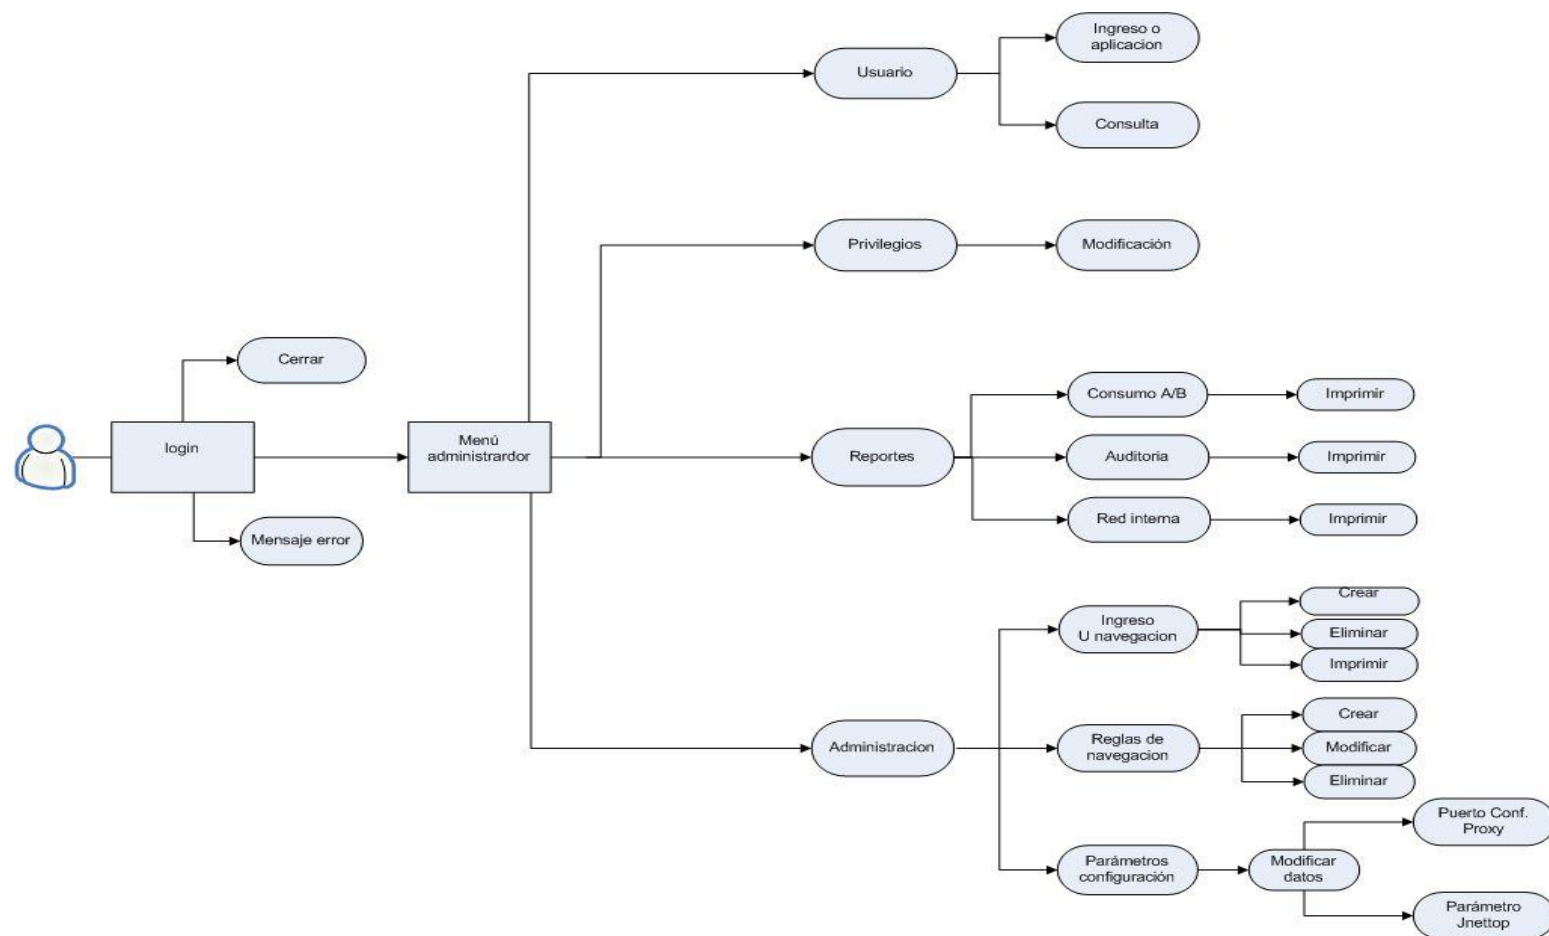 Ingreso o
aplicacion
Usuario
Consulta
Privilegios
Modificación
Cerrar
Consumo A/B
Imprimir
login
Menú
administrardor
Reportes
Auditoria
Imprimir
Red interna
Imprimir
Mensaje error
Crear
Ingreso
U navegacion
Eliminar
Imprimir
Crear
Administracion
Reglas de
navegacion
Modificar
Eliminar
Puerto Conf.
Proxy
Parámetros
configuración
Modificar
datos
Parámetro
Jnettop